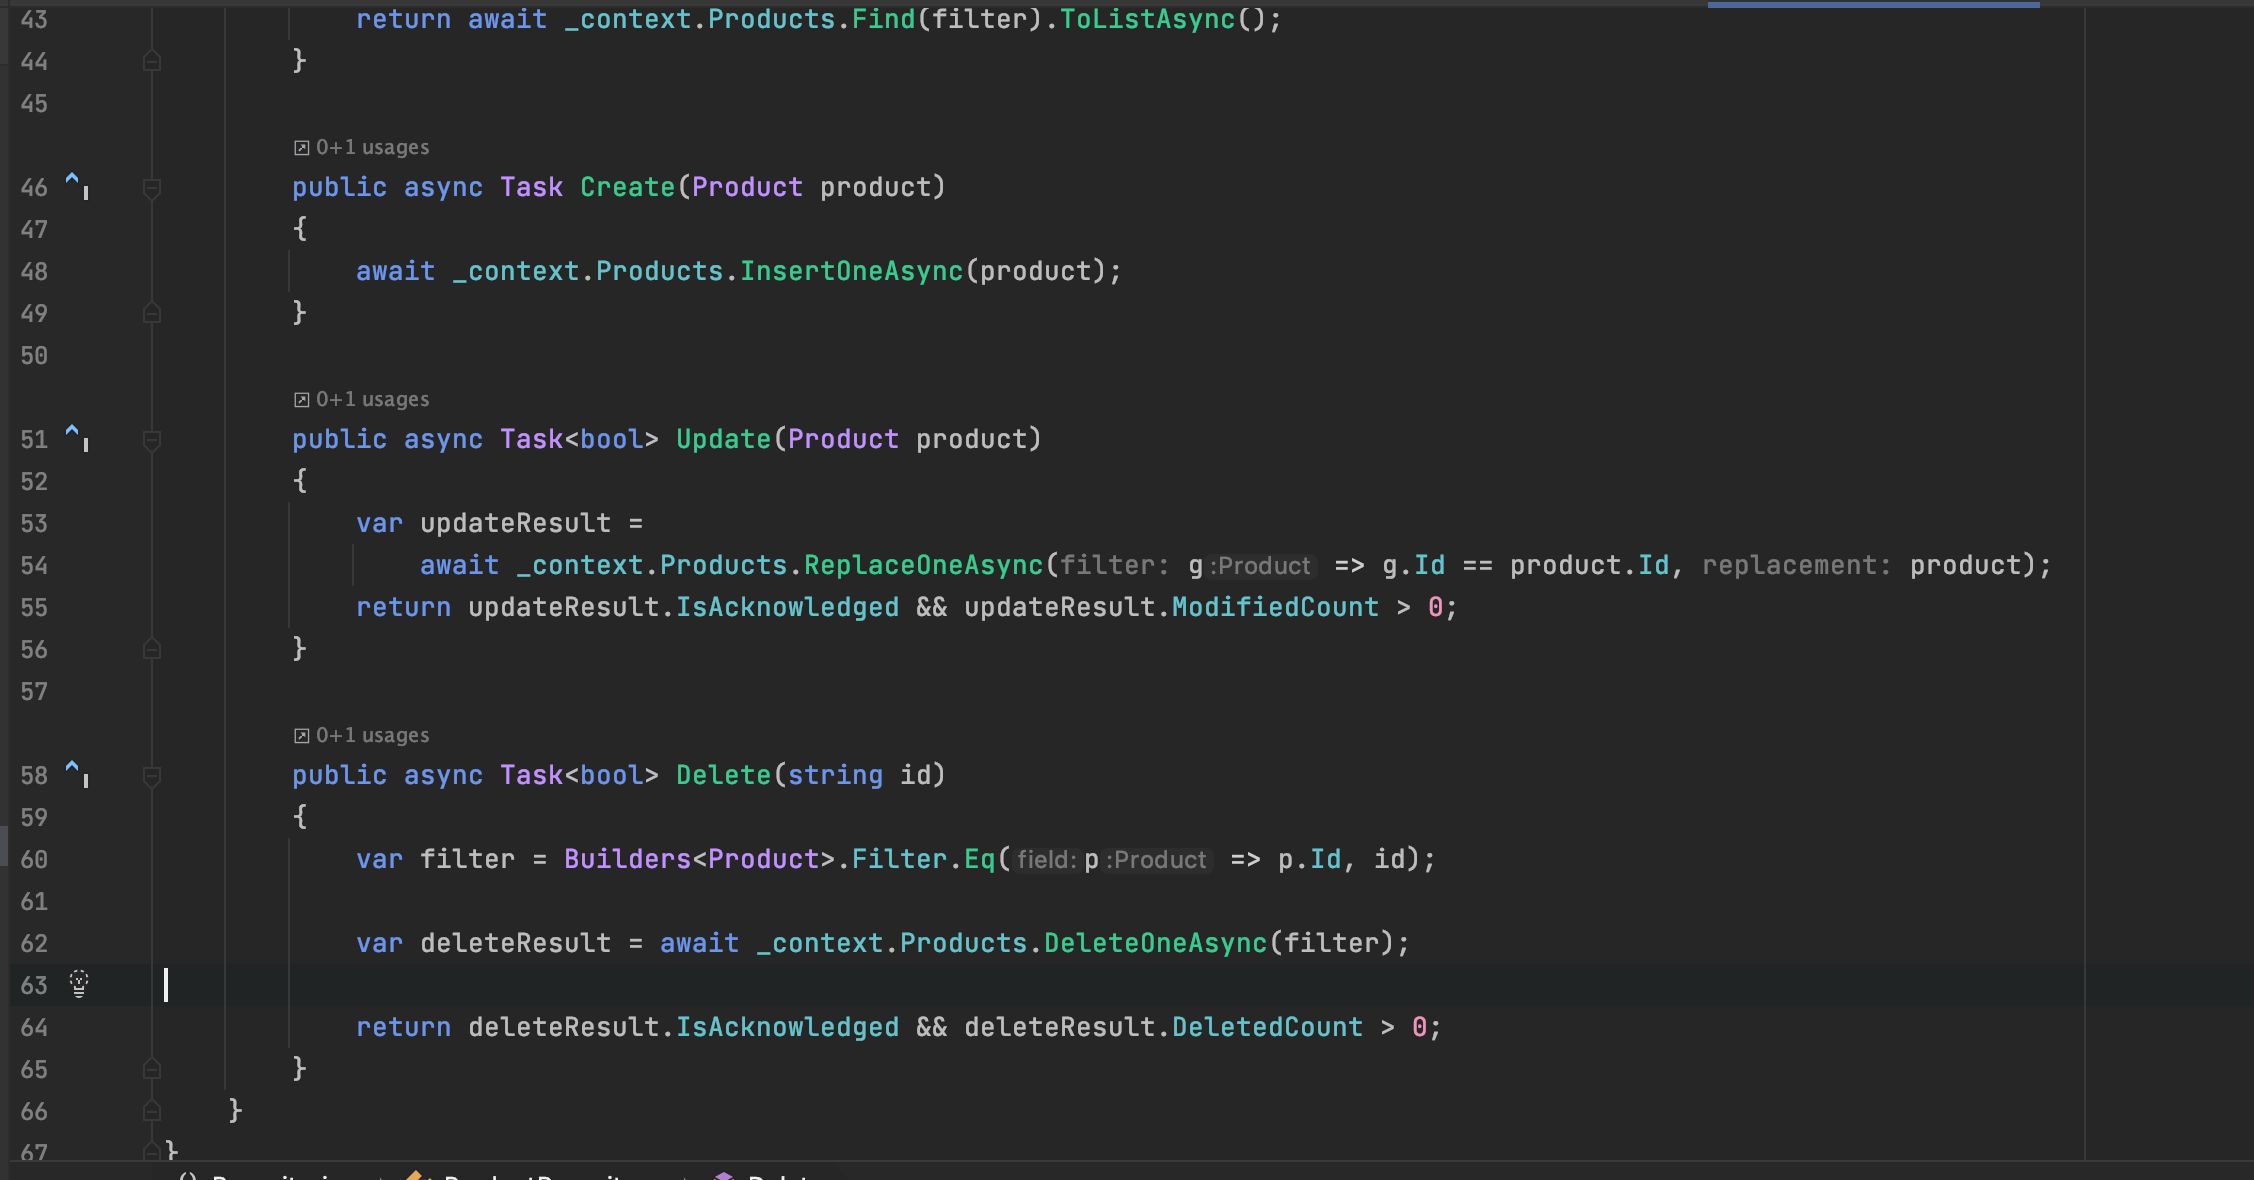 43 return await _context.Products.Find(filter).ToListAsync();
44 }
45
0+1 usages
46 public async Task Create(Product product)
47 {
48 await _context.Products.InsertOneAsync(product);
49 }
50
0+1 usages
51 public async Task<bool> Update(Product product)
52 {
53 var updateResult =
54 await _context.Products.ReplaceOneAsync(filter: g :Product => g.Id == product.Id, replacement: product);
55 return updateResult.IsAcknowledged && updateResult.ModifiedCount > 0;
56 }
57
0+1 usages
58 public async Task<bool> Delete(string id)
59 {
60 var filter = Builders<Product>.Filter.Eq(field: p :Product => p.Id, id);
61
62 var deleteResult = await _context.Products.DeleteOneAsync(filter);
63
64 return deleteResult.IsAcknowledged && deleteResult.DeletedCount > 0;
65 }
66 }
67 }